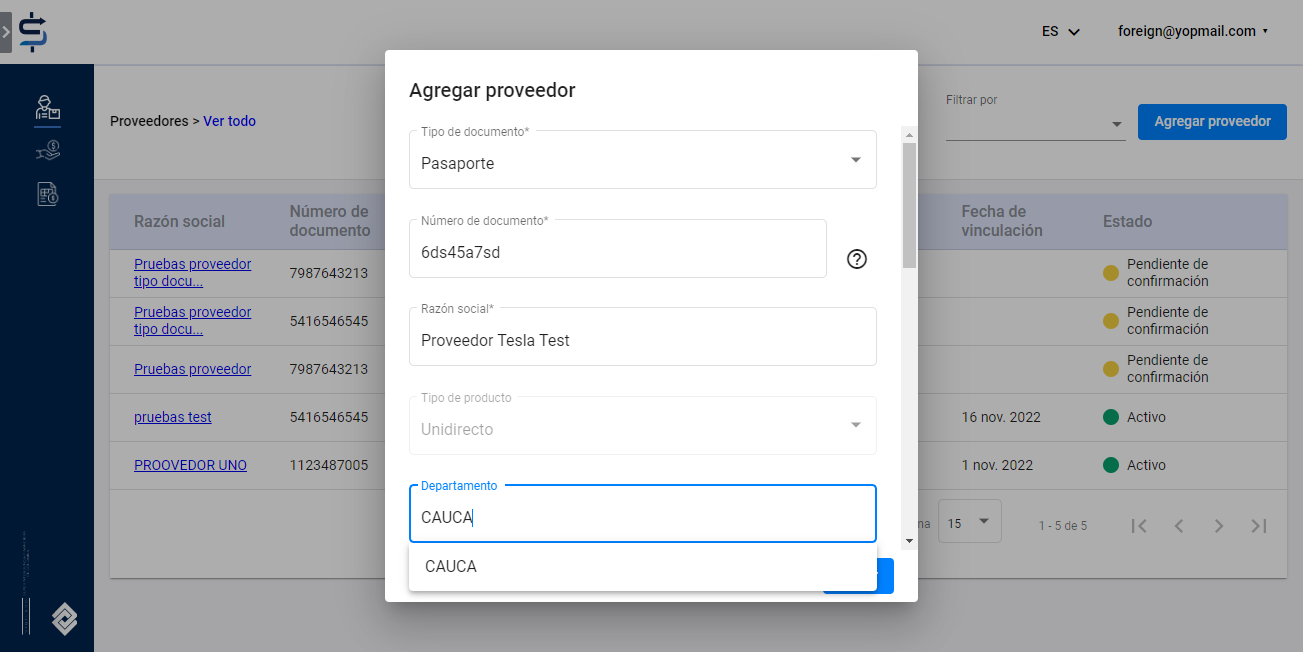 ES
foreign@yopmail.com
Proveedores > Ver todo
Filtrar por
Agregar proveedor
Razón social
Número de
documento
Fecha de
vinculación
Estado
Pruebas proveedor
tipo docu...
7987643213
Pendiente de
confirmación
Pruebas proveedor
tipo docu...
5416546545
Pendiente de
confirmación
Pruebas proveedor
7987643213
Pendiente de
confirmación
pruebas test
5416546545
16 nov. 2022
Activo
PROOVEDOR UNO
1123487005
1 nov. 2022
Activo
15
1 - 5 de 5
Agregar proveedor
Tipo de documento*
Pasaporte
Número de documento*
6ds45a7sd
Razón social*
Proveedor Tesla Test
Tipo de producto
Unidirecto
Departamento
CAUCA
CAUCA